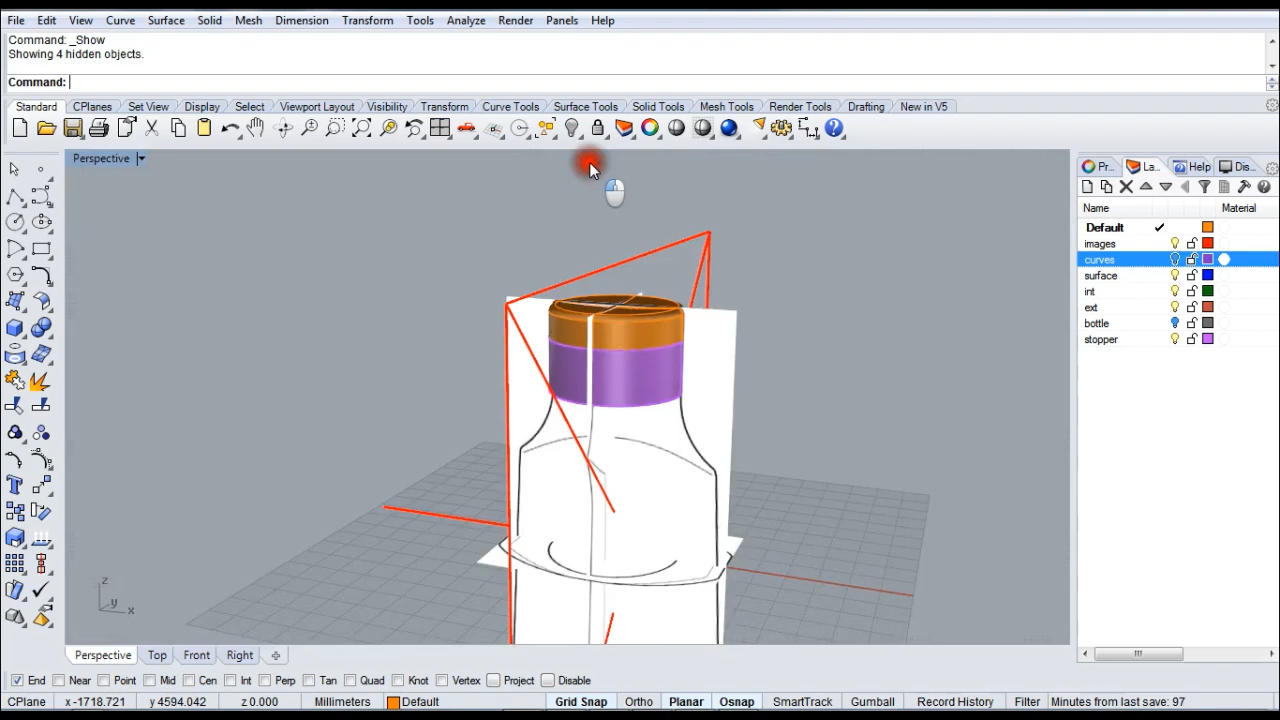 File Edit View Curve Surface Solid Mesh Dimension Transform Tools Analyze Render Panels Help
Command: _Show
Showing 4 hidden objects.
Command:
Standard CPlanes Set View Display Select Viewport Layout Visibility Transform Curve Tools Surface Tools Solid Tools Mesh Tools Render Tools Drafting New in V5
Perspective
Pr... La... Help Dis...
Name Material
Default
images
curves
surface
int
ext
bottle
stopper
z
y
x
Perspective Top Front Right
End Near Point Mid Cen Int Perp Tan Quad Knot Vertex Project Disable
CPlane x -1718.721 y 4594.042 z 0.000 Millimeters Default Grid Snap Ortho Planar Osnap SmartTrack Gumball Record History Filter Minutes from last save: 97